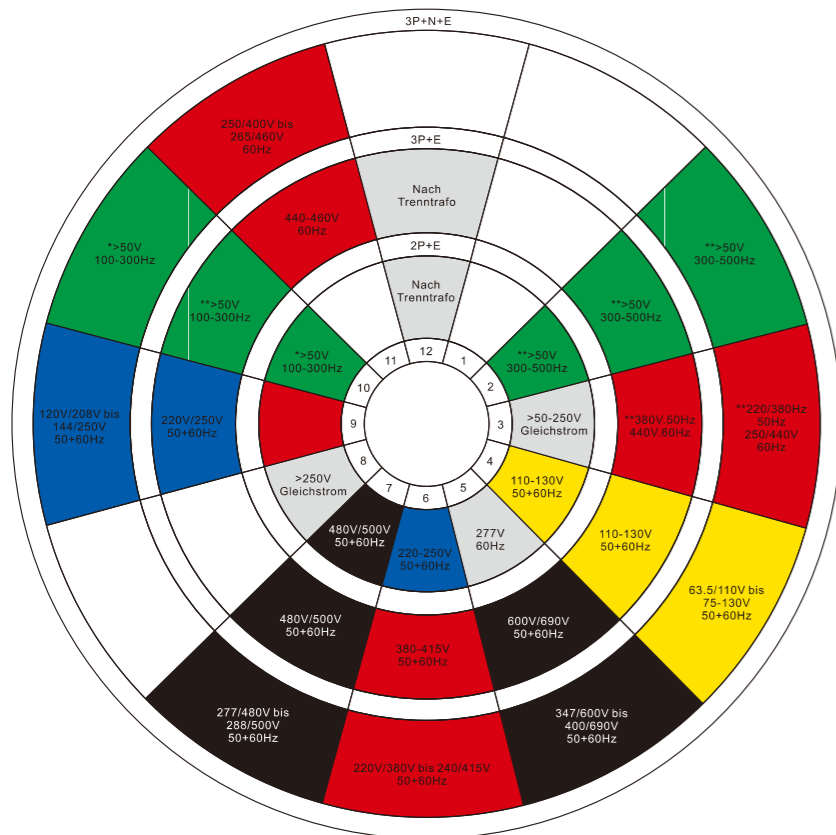 3P+N+E
250/400V bis
265/460V
60Hz
3P+E
440-460V
60Hz
Nach
Trenntrafo
2P+E
Nach
Trenntrafo
*>50V
100-300Hz
**>50V
100-300Hz
*>50V
100-300Hz
**>50V
300-500Hz
**>50V
300-500Hz
**>50V
300-500Hz
12
11
1
10
2
9
3
8
4
7
5
6
120V/208V bis
144/250V
50+60Hz
220V/250V
50+60Hz
>50-250V
Gleichstrom
**380V.50Hz
440V.60Hz
**220/380Hz
50Hz
250/440V
60Hz
>250V
Gleichstrom
110-130V
50+60Hz
480V/500V
50+60Hz
220-250V
50+60Hz
277V
60Hz
110-130V
50+60Hz
63.5/110V bis
75-130V
50+60Hz
480V/500V
50+60Hz
380-415V
50+60Hz
600V/690V
50+60Hz
277/480V bis
288/500V
50+60Hz
220V/380V bis 240/415V
50+60Hz
347/600V bis
400/690V
50+60Hz